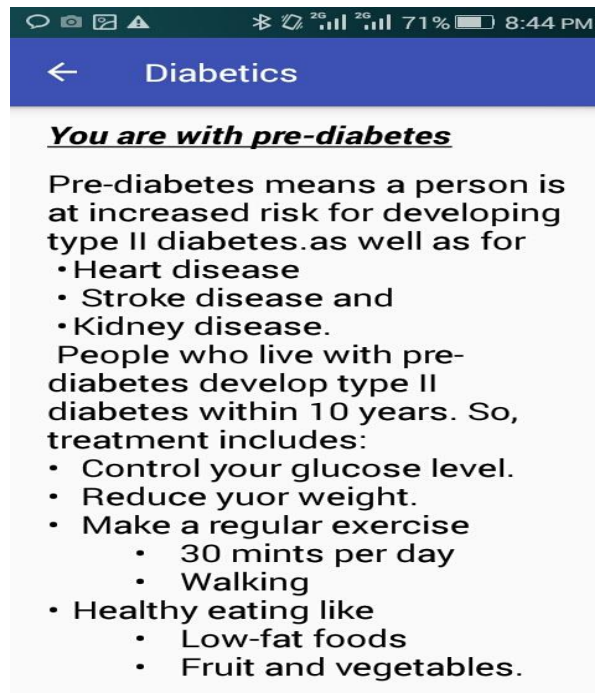 2G 2G 71% 8:44 PM
← Diabetics
You are with pre-diabetes
Pre-diabetes means a person is
at increased risk for developing
type II diabetes.as well as for
• Heart disease
• Stroke disease and
• Kidney disease.
People who live with pre-
diabetes develop type II
diabetes within 10 years. So,
treatment includes:
• Control your glucose level.
• Reduce yuor weight.
• Make a regular exercise
• 30 mints per day
• Walking
• Healthy eating like
• Low-fat foods
• Fruit and vegetables.